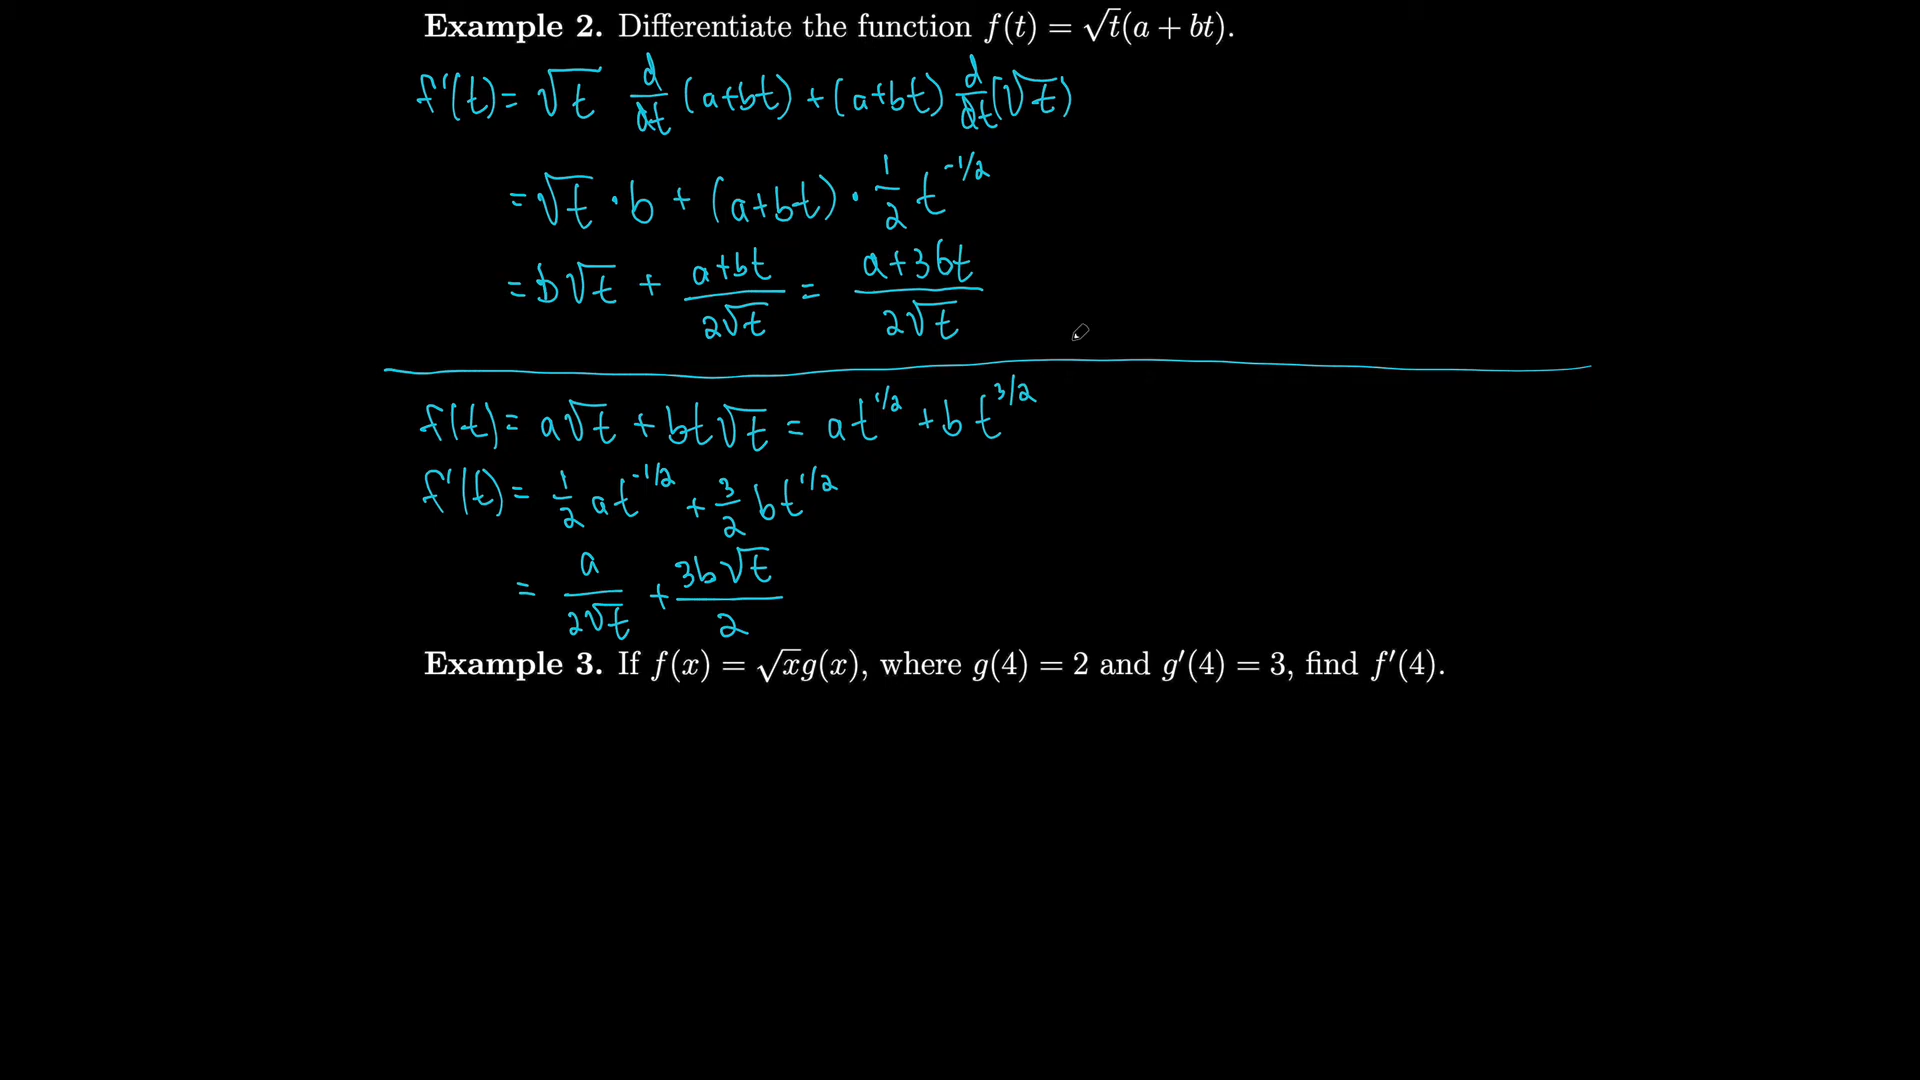 Example 2. Differentiate the function f(t) = √t(a + bt).
f'(t) = √t d/dt (a+bt) + (a+bt) d/dt (√t)
= √t · b + (a+bt) · 1/2 t^-1/2
= b√t + a+bt/2√t = a+3bt/2√t
f(t) = a√t + bt√t = at^1/2 + bt^3/2
f'(t) = 1/2 at^-1/2 + 3/2 bt^1/2
= a/2√t + 3b√t/2
Example 3. If f(x) = √xg(x), where g(4) = 2 and g′(4) = 3, find f′(4).